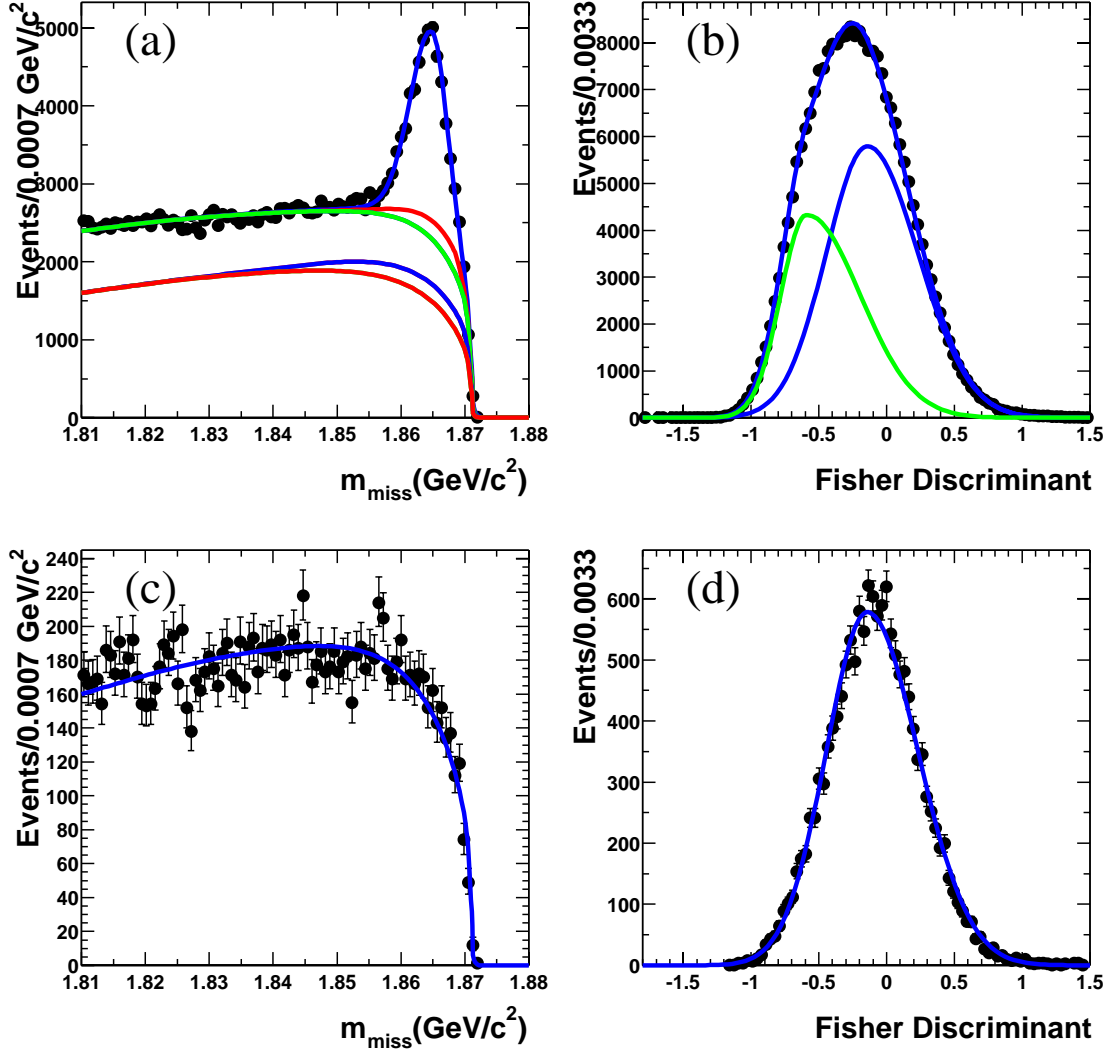 (a)
Events/0.0007 GeV/c²
5000
4000
3000
2000
1000
0
1.81 1.82 1.83 1.84 1.85 1.86 1.87 1.88
m_miss(GeV/c²)
(b)
Events/0.0033
8000
7000
6000
5000
4000
3000
2000
1000
0
-1.5 -1 -0.5 0 0.5 1 1.5
Fisher Discriminant
(c)
Events/0.0007 GeV/c²
240
220
200
180
160
140
120
100
80
60
40
20
0
1.81 1.82 1.83 1.84 1.85 1.86 1.87 1.88
m_miss(GeV/c²)
(d)
Events/0.0033
600
500
400
300
200
100
0
-1.5 -1 -0.5 0 0.5 1 1.5
Fisher Discriminant